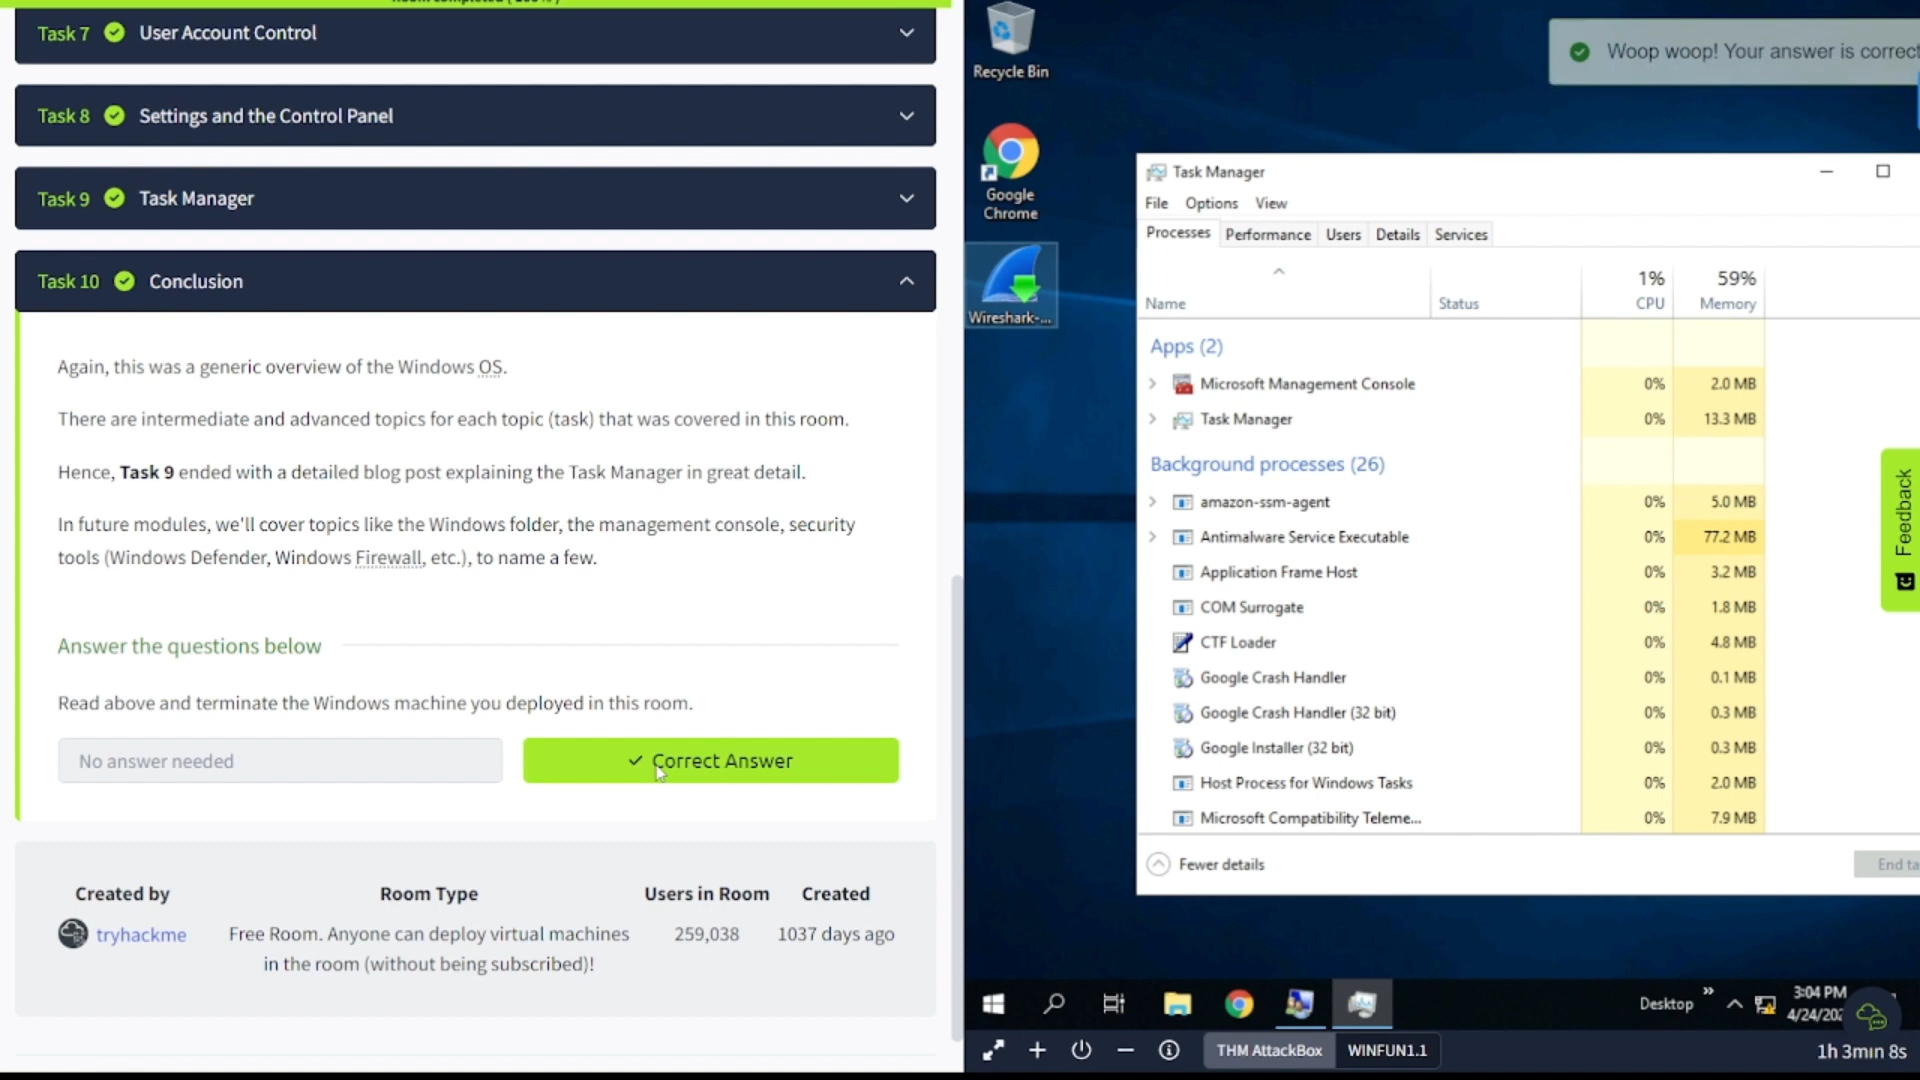 Room completed ( 100% )
Task 7 User Account Control
Task 8 Settings and the Control Panel
Task 9 Task Manager
Task 10 Conclusion
Again, this was a generic overview of the Windows OS.
There are intermediate and advanced topics for each topic (task) that was covered in this room.
Hence, Task 9 ended with a detailed blog post explaining the Task Manager in great detail.
In future modules, we'll cover topics like the Windows folder, the management console, security
tools (Windows Defender, Windows Firewall, etc.), to name a few.
Answer the questions below
Read above and terminate the Windows machine you deployed in this room.
No answer needed
Correct Answer
Created by Room Type Users in Room Created
tryhackme Free Room. Anyone can deploy virtual machines 259,038 1037 days ago
in the room (without being subscribed)!
Recycle Bin
Google
Chrome
Wireshark-...
Woop woop! Your answer is correct
Task Manager
File Options View
Processes Performance Users Details Services
1% 59%
Name Status CPU Memory
Apps (2)
Microsoft Management Console 0% 2.0 MB
Task Manager 0% 13.3 MB
Background processes (26)
amazon-ssm-agent 0% 5.0 MB
Antimalware Service Executable 0% 77.2 MB
Application Frame Host 0% 3.2 MB
COM Surrogate 0% 1.8 MB
CTF Loader 0% 4.8 MB
Google Crash Handler 0% 0.1 MB
Google Crash Handler (32 bit) 0% 0.3 MB
Google Installer (32 bit) 0% 0.3 MB
Host Process for Windows Tasks 0% 2.0 MB
Microsoft Compatibility Teleme... 0% 7.9 MB
Fewer details End ta
Feedback
Desktop
3:04 PM
4/24/202
THM AttackBox WINFUN1.1 1h 3min 8s